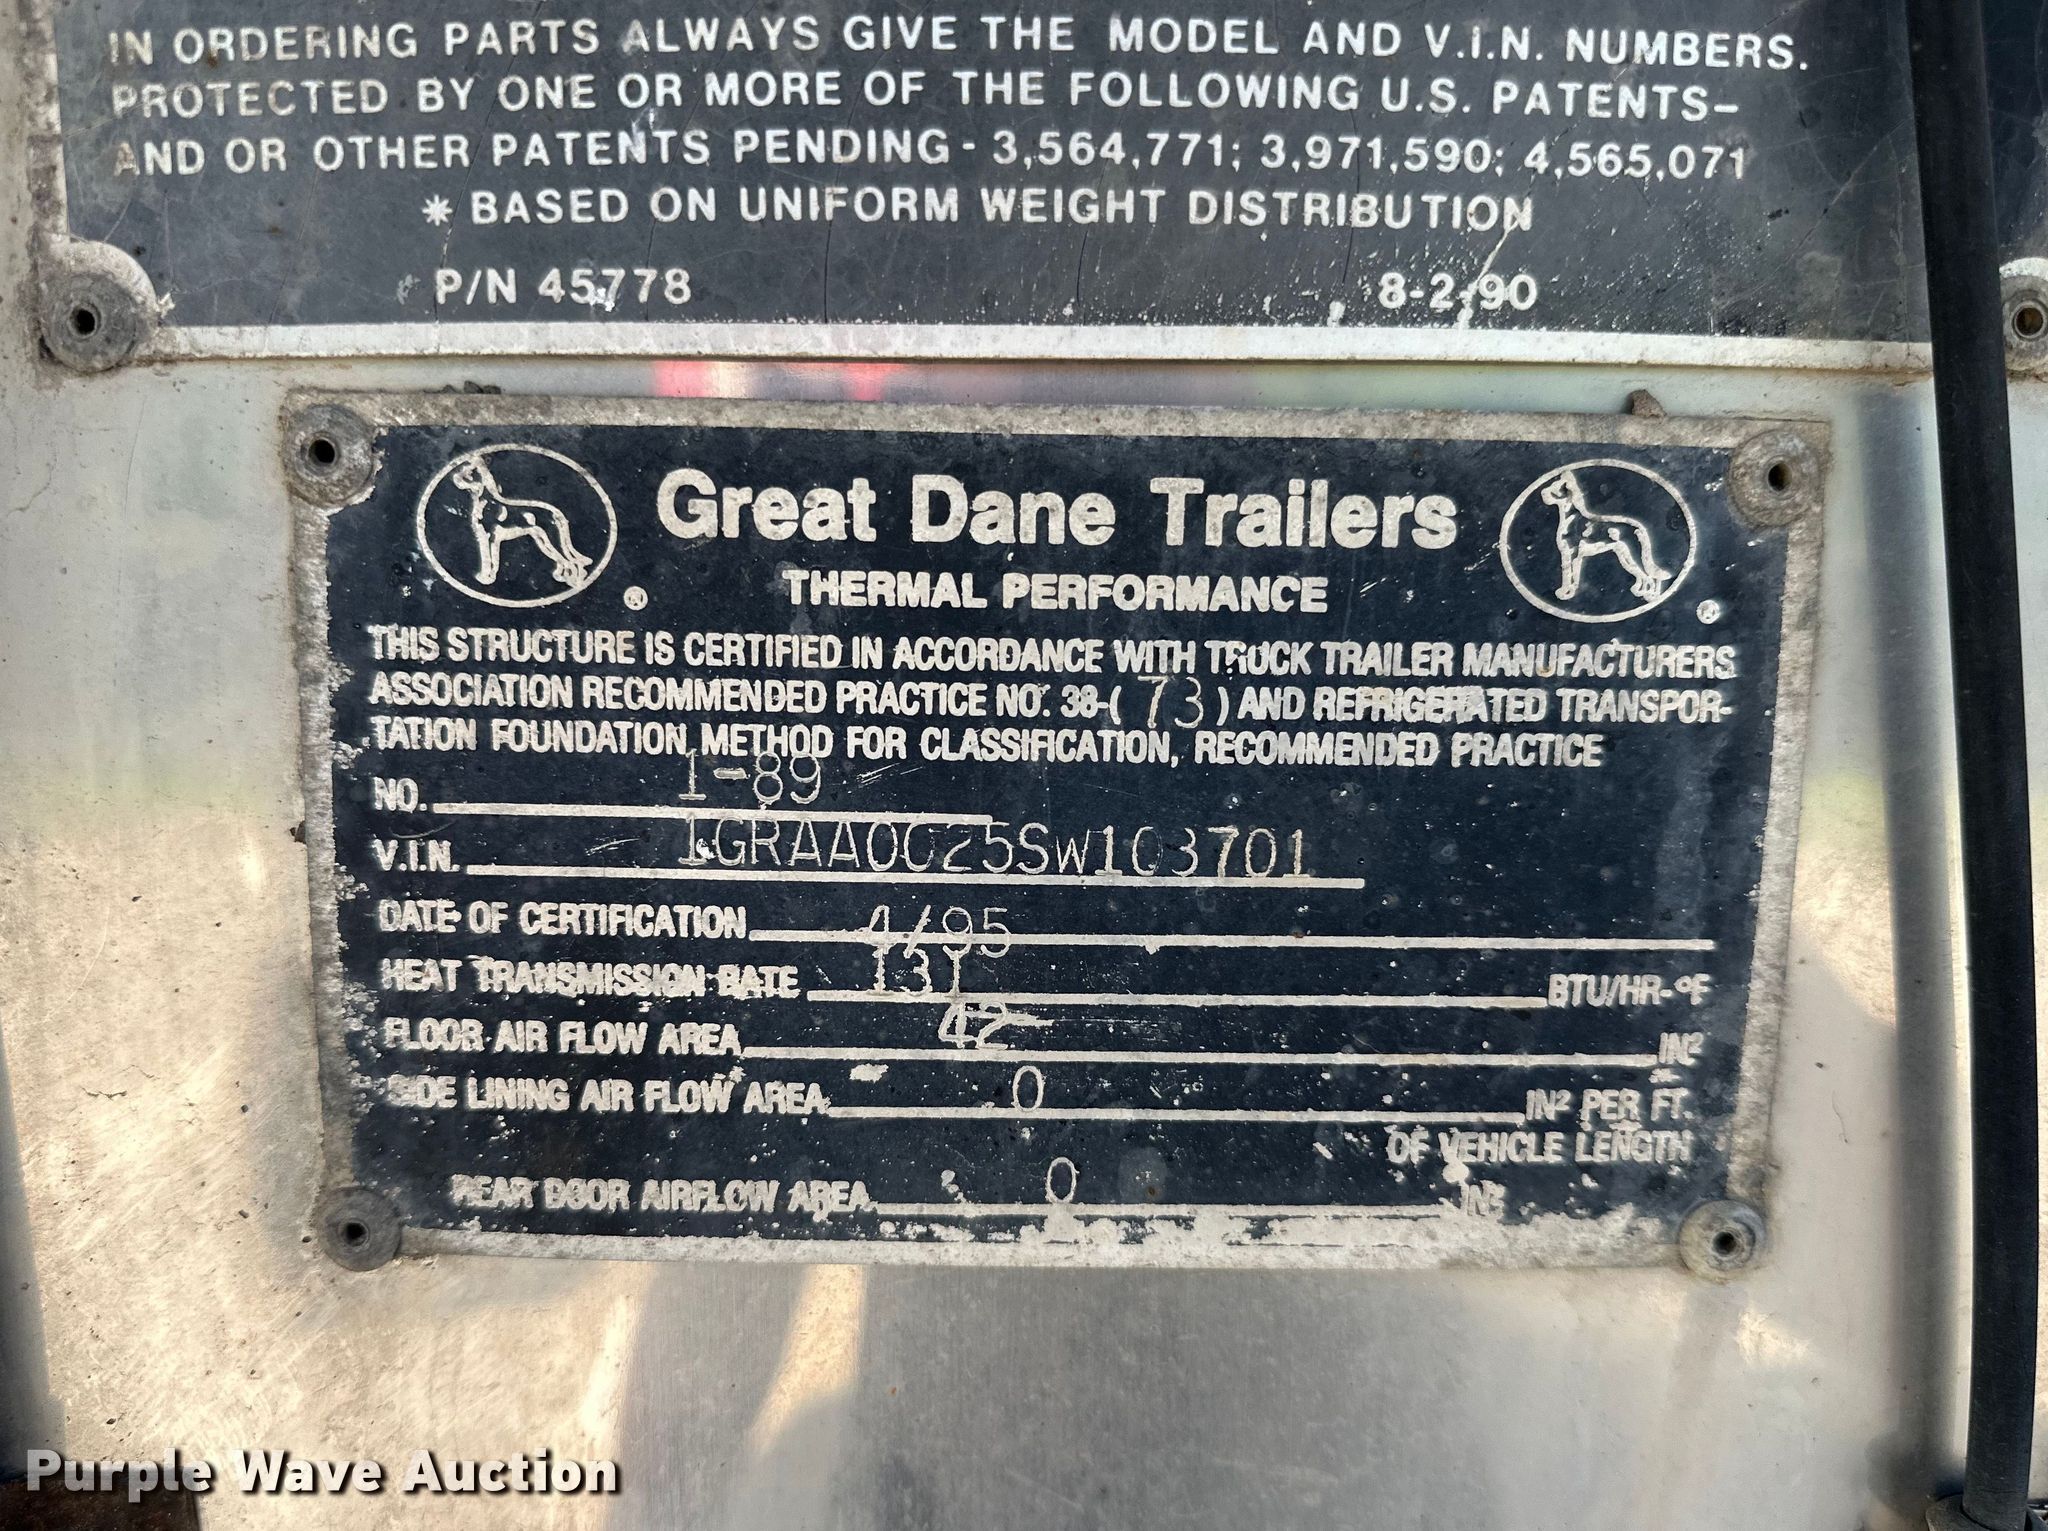 IN ORDERING PARTS ALWAYS GIVE THE MODEL AND V.I.N. NUMBERS.
PROTECTED BY ONE OR MORE OF THE FOLLOWING U.S. PATENTS-
AND OR OTHER PATENTS PENDING - 3,564,771; 3,971,590; 4,565,071
* BASED ON UNIFORM WEIGHT DISTRIBUTION
P/N 45778 8-2-90
Great Dane Trailers
THERMAL PERFORMANCE
THIS STRUCTURE IS CERTIFIED IN ACCORDANCE WITH TRUCK TRAILER MANUFACTURERS
ASSOCIATION RECOMMENDED PRACTICE NO. 38-( 73 ) AND REFRIGERATED TRANSPOR-
TATION FOUNDATION METHOD FOR CLASSIFICATION, RECOMMENDED PRACTICE
NO. 1-89
V.I.N. 1GRAA0625SW103701
DATE OF CERTIFICATION 4/95
HEAT TRANSMISSION RATE 131 BTU/HR-°F
FLOOR AIR FLOW AREA 42 IN²
SIDE LINING AIR FLOW AREA 0 IN² PER FT.
OF VEHICLE LENGTH
REAR DOOR AIRFLOW AREA 0 IN²
Purple Wave Auction